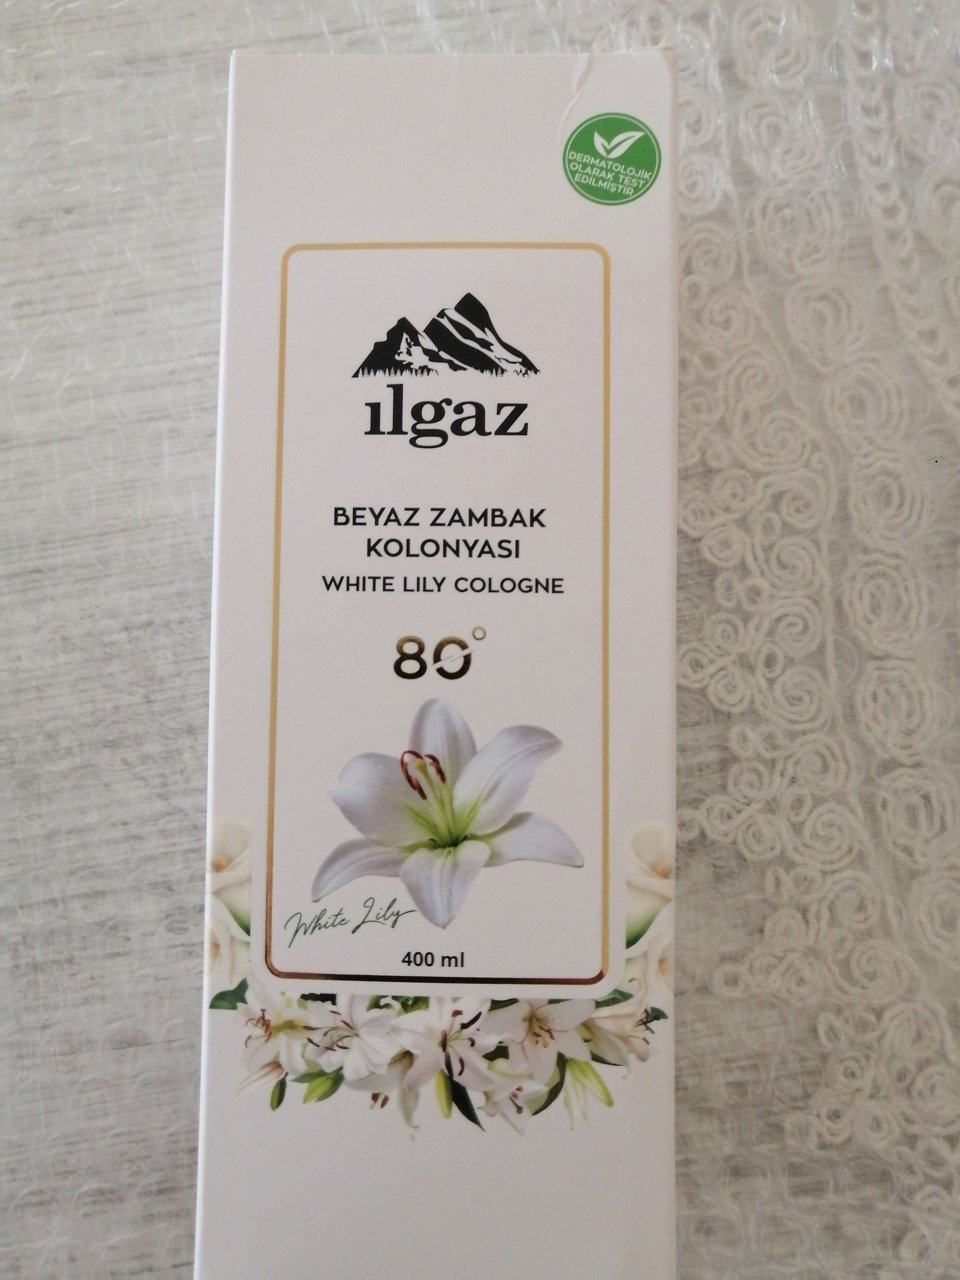 DERMATOLOJİK
OLARAK TEST
EDİLMİŞTİR
ılgaz
BEYAZ ZAMBAK
KOLONYASI
WHITE LILY COLOGNE
80°
White Lily
400 ml